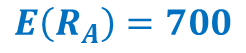 E(R_A) = 700